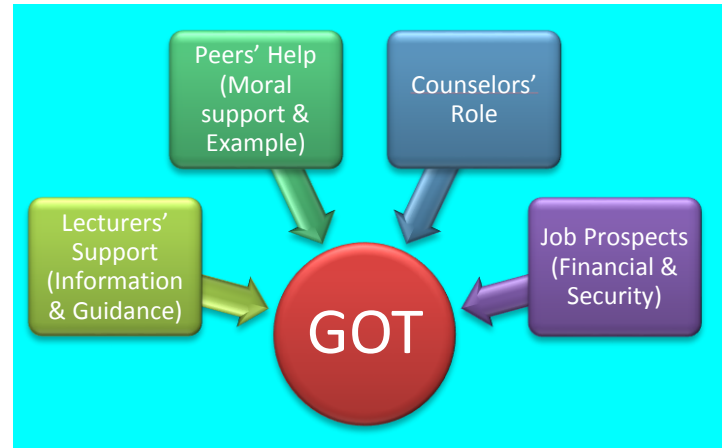 Peers’ Help
(Moral
support &
Example)
Counselors’
Role
Lecturers’
Support
(Information
& Guidance)
Job Prospects
(Financial &
Security)
GOT